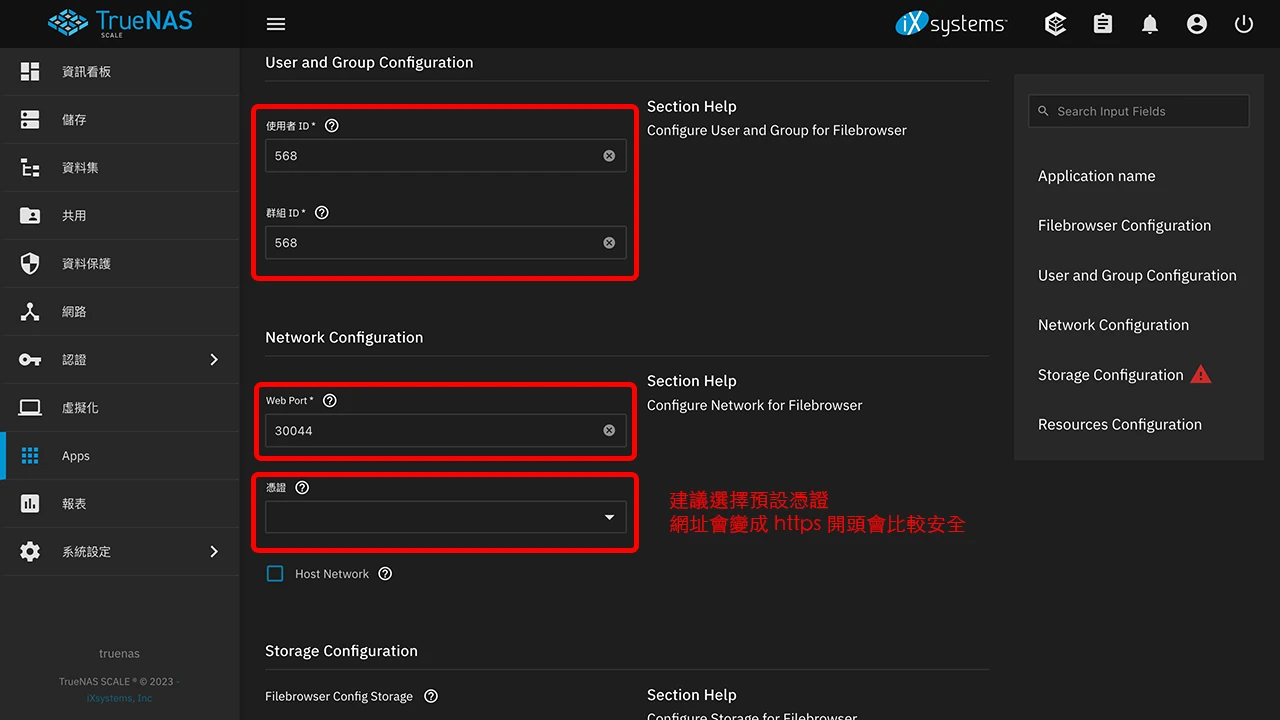 TrueNAS
SCALE
iXsystems
資訊看板
儲存
資料集
共用
資料保護
網路
認證
虛擬化
Apps
報表
系統設定
truenas
TrueNAS SCALE ® © 2023 -
iXsystems, Inc
User and Group Configuration
使用者 ID *
568
群組 ID *
568
Section Help
Configure User and Group for Filebrowser
Network Configuration
Web Port *
30044
憑證
Host Network
Section Help
Configure Network for Filebrowser
建議選擇預設憑證
網址會變成 https 開頭會比較安全
Storage Configuration
Filebrowser Config Storage
Section Help
Configure Storage for Filebrowser
Search Input Fields
Application name
Filebrowser Configuration
User and Group Configuration
Network Configuration
Storage Configuration
Resources Configuration